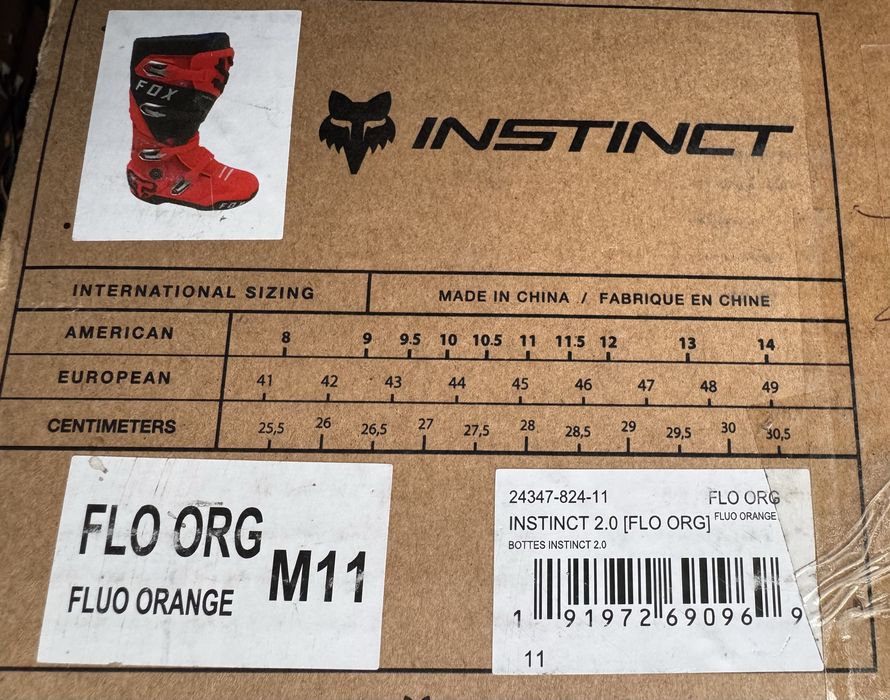 FOX
FOX
INSTINCT
INTERNATIONAL SIZING
MADE IN CHINA / FABRIQUE EN CHINE
AMERICAN 8 9 9.5 10 10.5 11 11.5 12 13 14
EUROPEAN 41 42 43 44 45 46 47 48 49
CENTIMETERS 25,5 26 26,5 27 27,5 28 28,5 29 29,5 30 30,5
FLO ORG
FLUO ORANGE
M11
24347-824-11 FLO ORG
INSTINCT 2.0 [FLO ORG] FLUO ORANGE
BOTTES INSTINCT 2.0
1 91972 69096 9
11